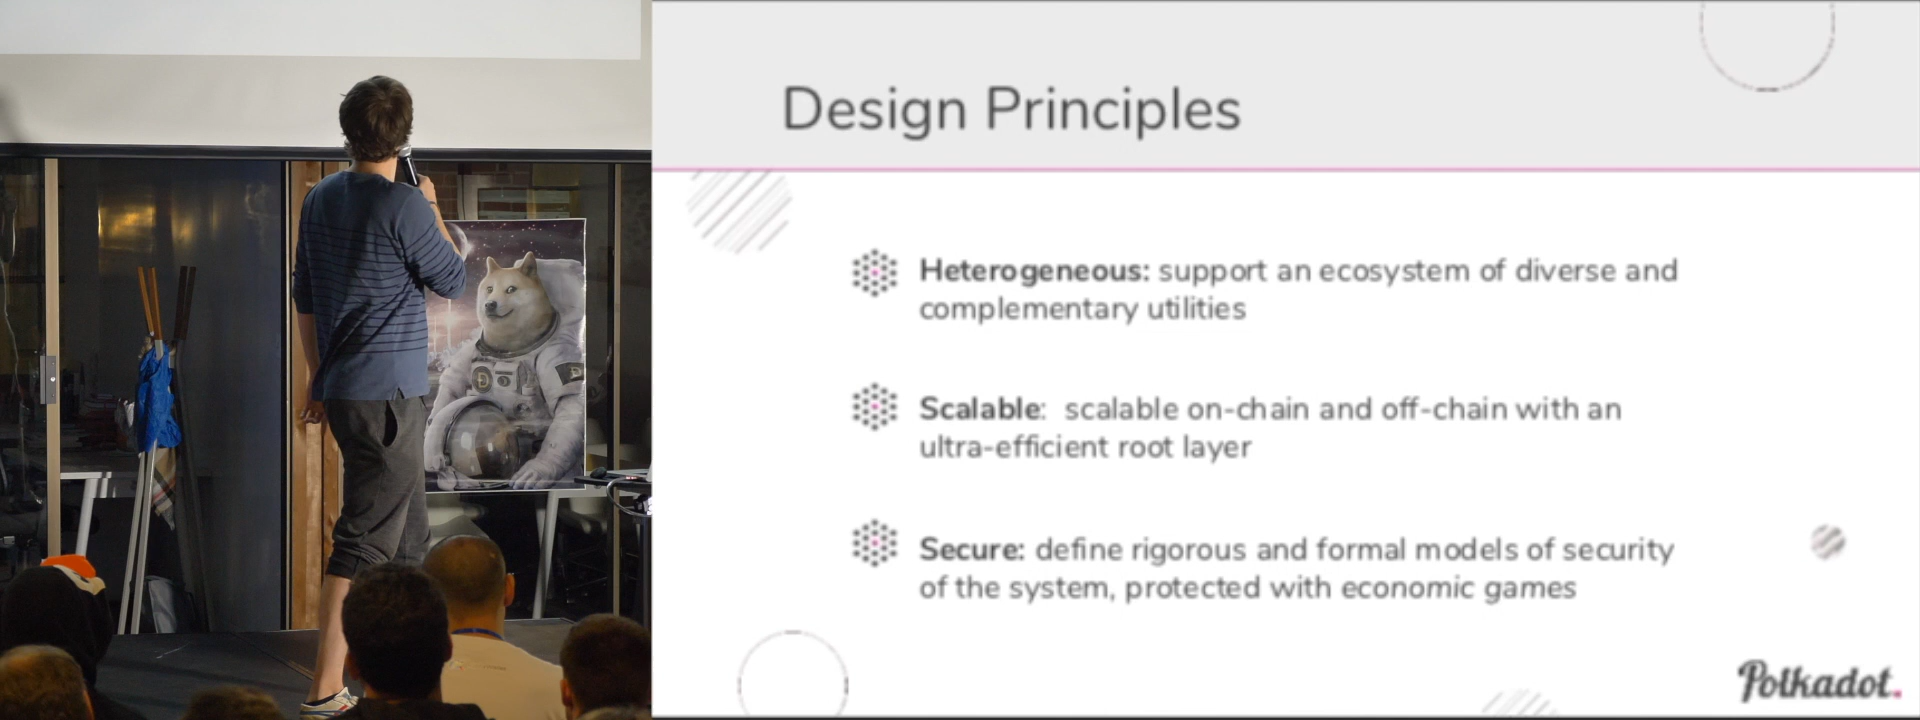 Design Principles
Heterogeneous: support an ecosystem of diverse and
complementary utilities
Scalable:  scalable on-chain and off-chain with an
ultra-efficient root layer
Secure: define rigorous and formal models of security
of the system, protected with economic games
Polkadot.